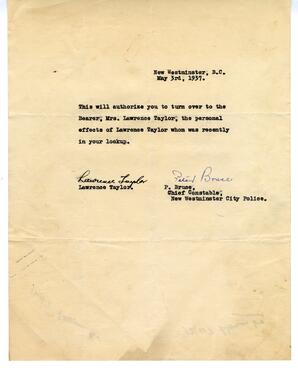 New Westminster, B.C.
May 3rd, 1937.
This will authorize you to turn over to the
Bearer, Mrs. Lawrence Taylor, the personal
effects of Lawrence Taylor whom was recently
in your lockup.
Lawrence Taylor
Peter Bruce
Lawrence Taylor.
P. Bruce,
Chief Constable,
New Westminster City Police.